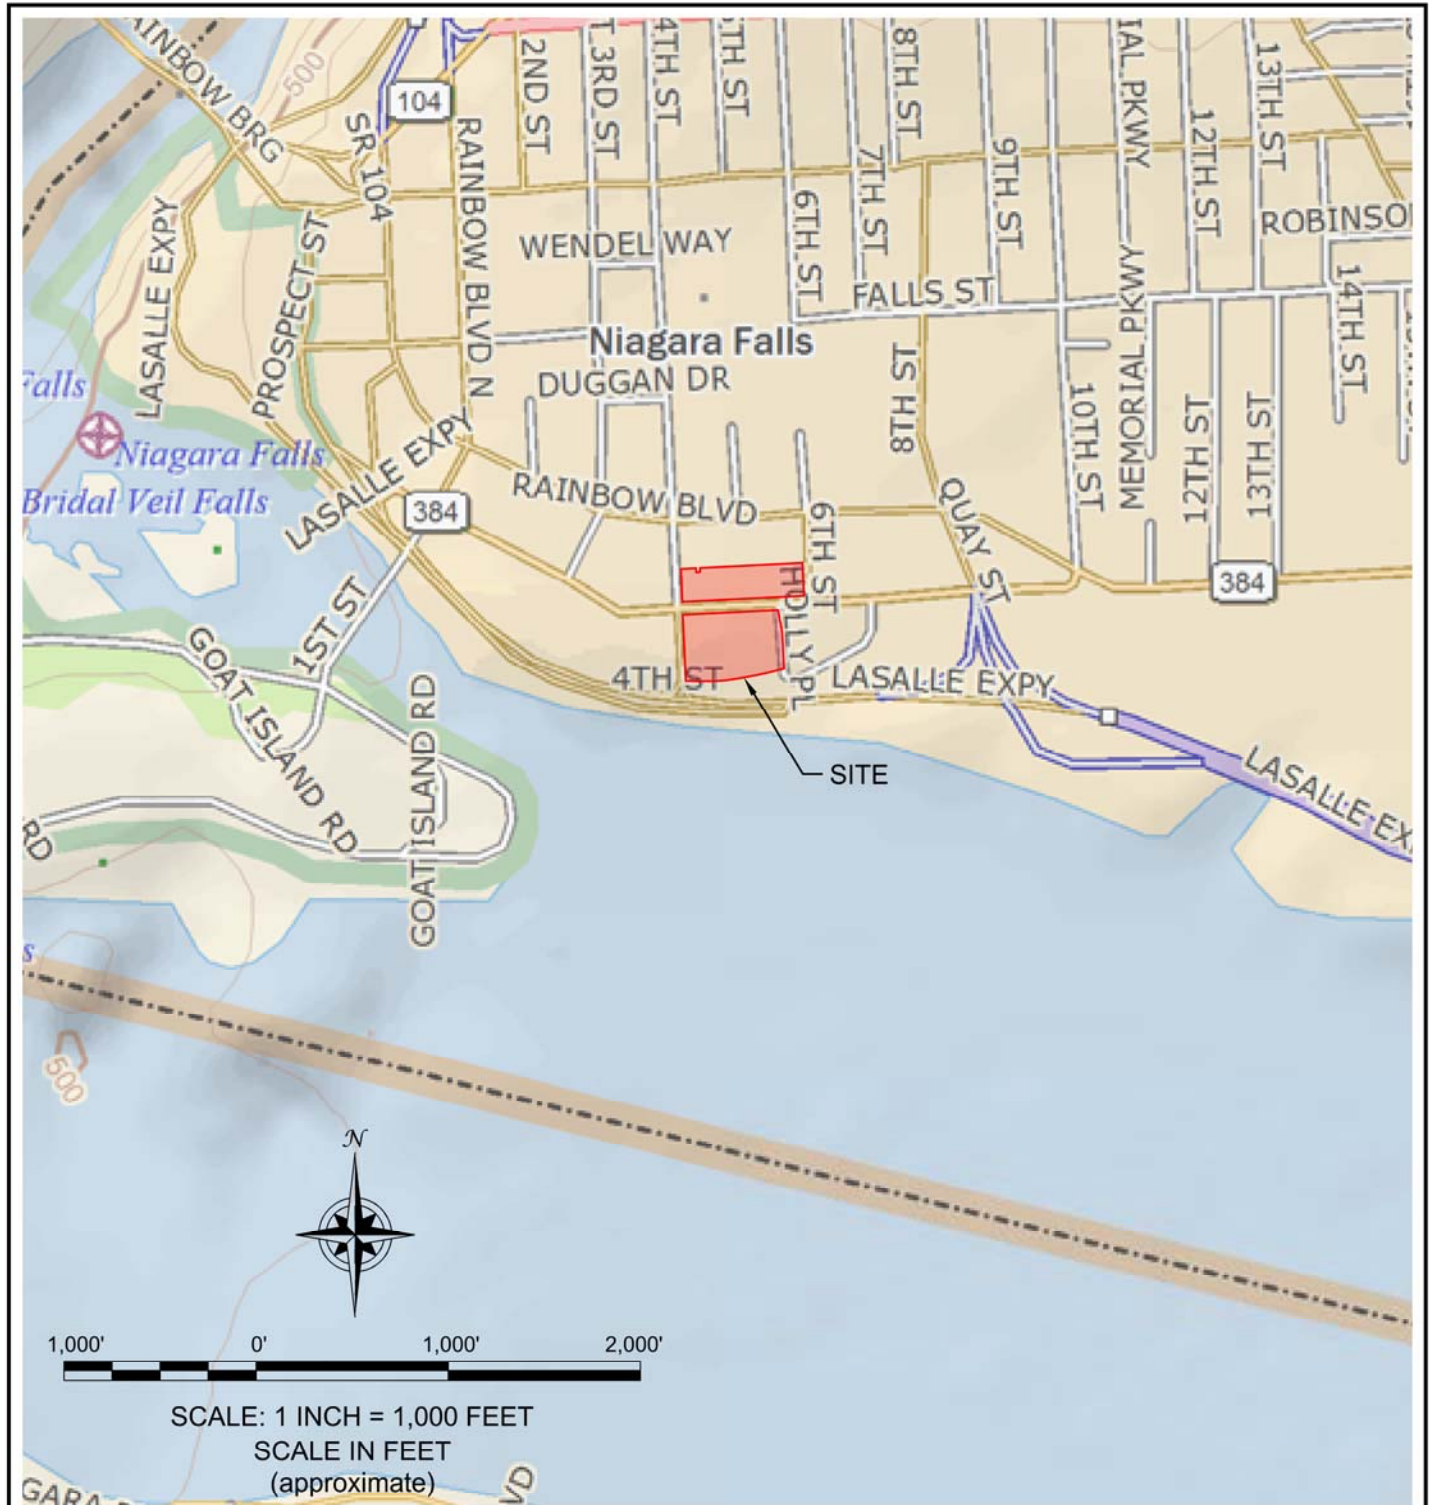 RAINBOW BRG
500
104
SR 104
RAINBOW BLVD N
2ND ST
3RD ST
4TH ST
5TH ST
8TH ST
7TH ST
6TH ST
9TH ST
IAL PKWY
12TH ST
13TH ST
ROBINSO
WENDEL WAY
FALLS ST
LASALLE EXPY
PROSPECT ST
Niagara Falls
DUGGAN DR
8TH ST
10TH ST
MEMORIAL PKWY
12TH ST
13TH ST
14TH ST
Falls
Niagara Falls
Bridal Veil Falls
LASALLE EXPY
384
RAINBOW BLVD
6TH ST
QUAY ST
384
1ST ST
HOLLY PL
4TH ST
LASALLE EXPY
GOAT ISLAND RD
GOAT ISLAND RD
SITE
LASALLE EX
RD
s
500
N
1,000' 0' 1,000' 2,000'
SCALE: 1 INCH = 1,000 FEET
SCALE IN FEET
(approximate)
VD